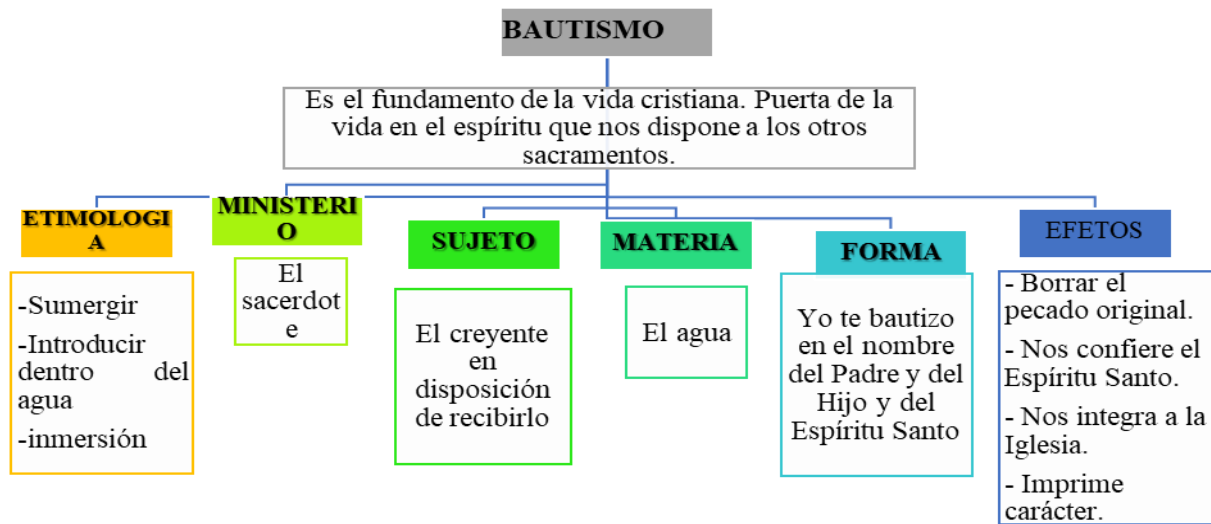 BAUTISMO
Es el fundamento de la vida cristiana. Puerta de la
vida en el espíritu que nos dispone a los otros
sacramentos.
ETIMOLOGI
A
-Sumergir
-Introducir
dentro del
agua
-inmersión
MINISTERI
O
El
sacerdot
e
SUJETO
El creyente
en
disposición
de recibirlo
MATERIA
El agua
FORMA
Yo te bautizo
en el nombre
del Padre y del
Hijo y del
Espíritu Santo
EFETOS
- Borrar el
pecado original.
- Nos confiere el
Espíritu Santo.
- Nos integra a la
Iglesia.
- Imprime
carácter.